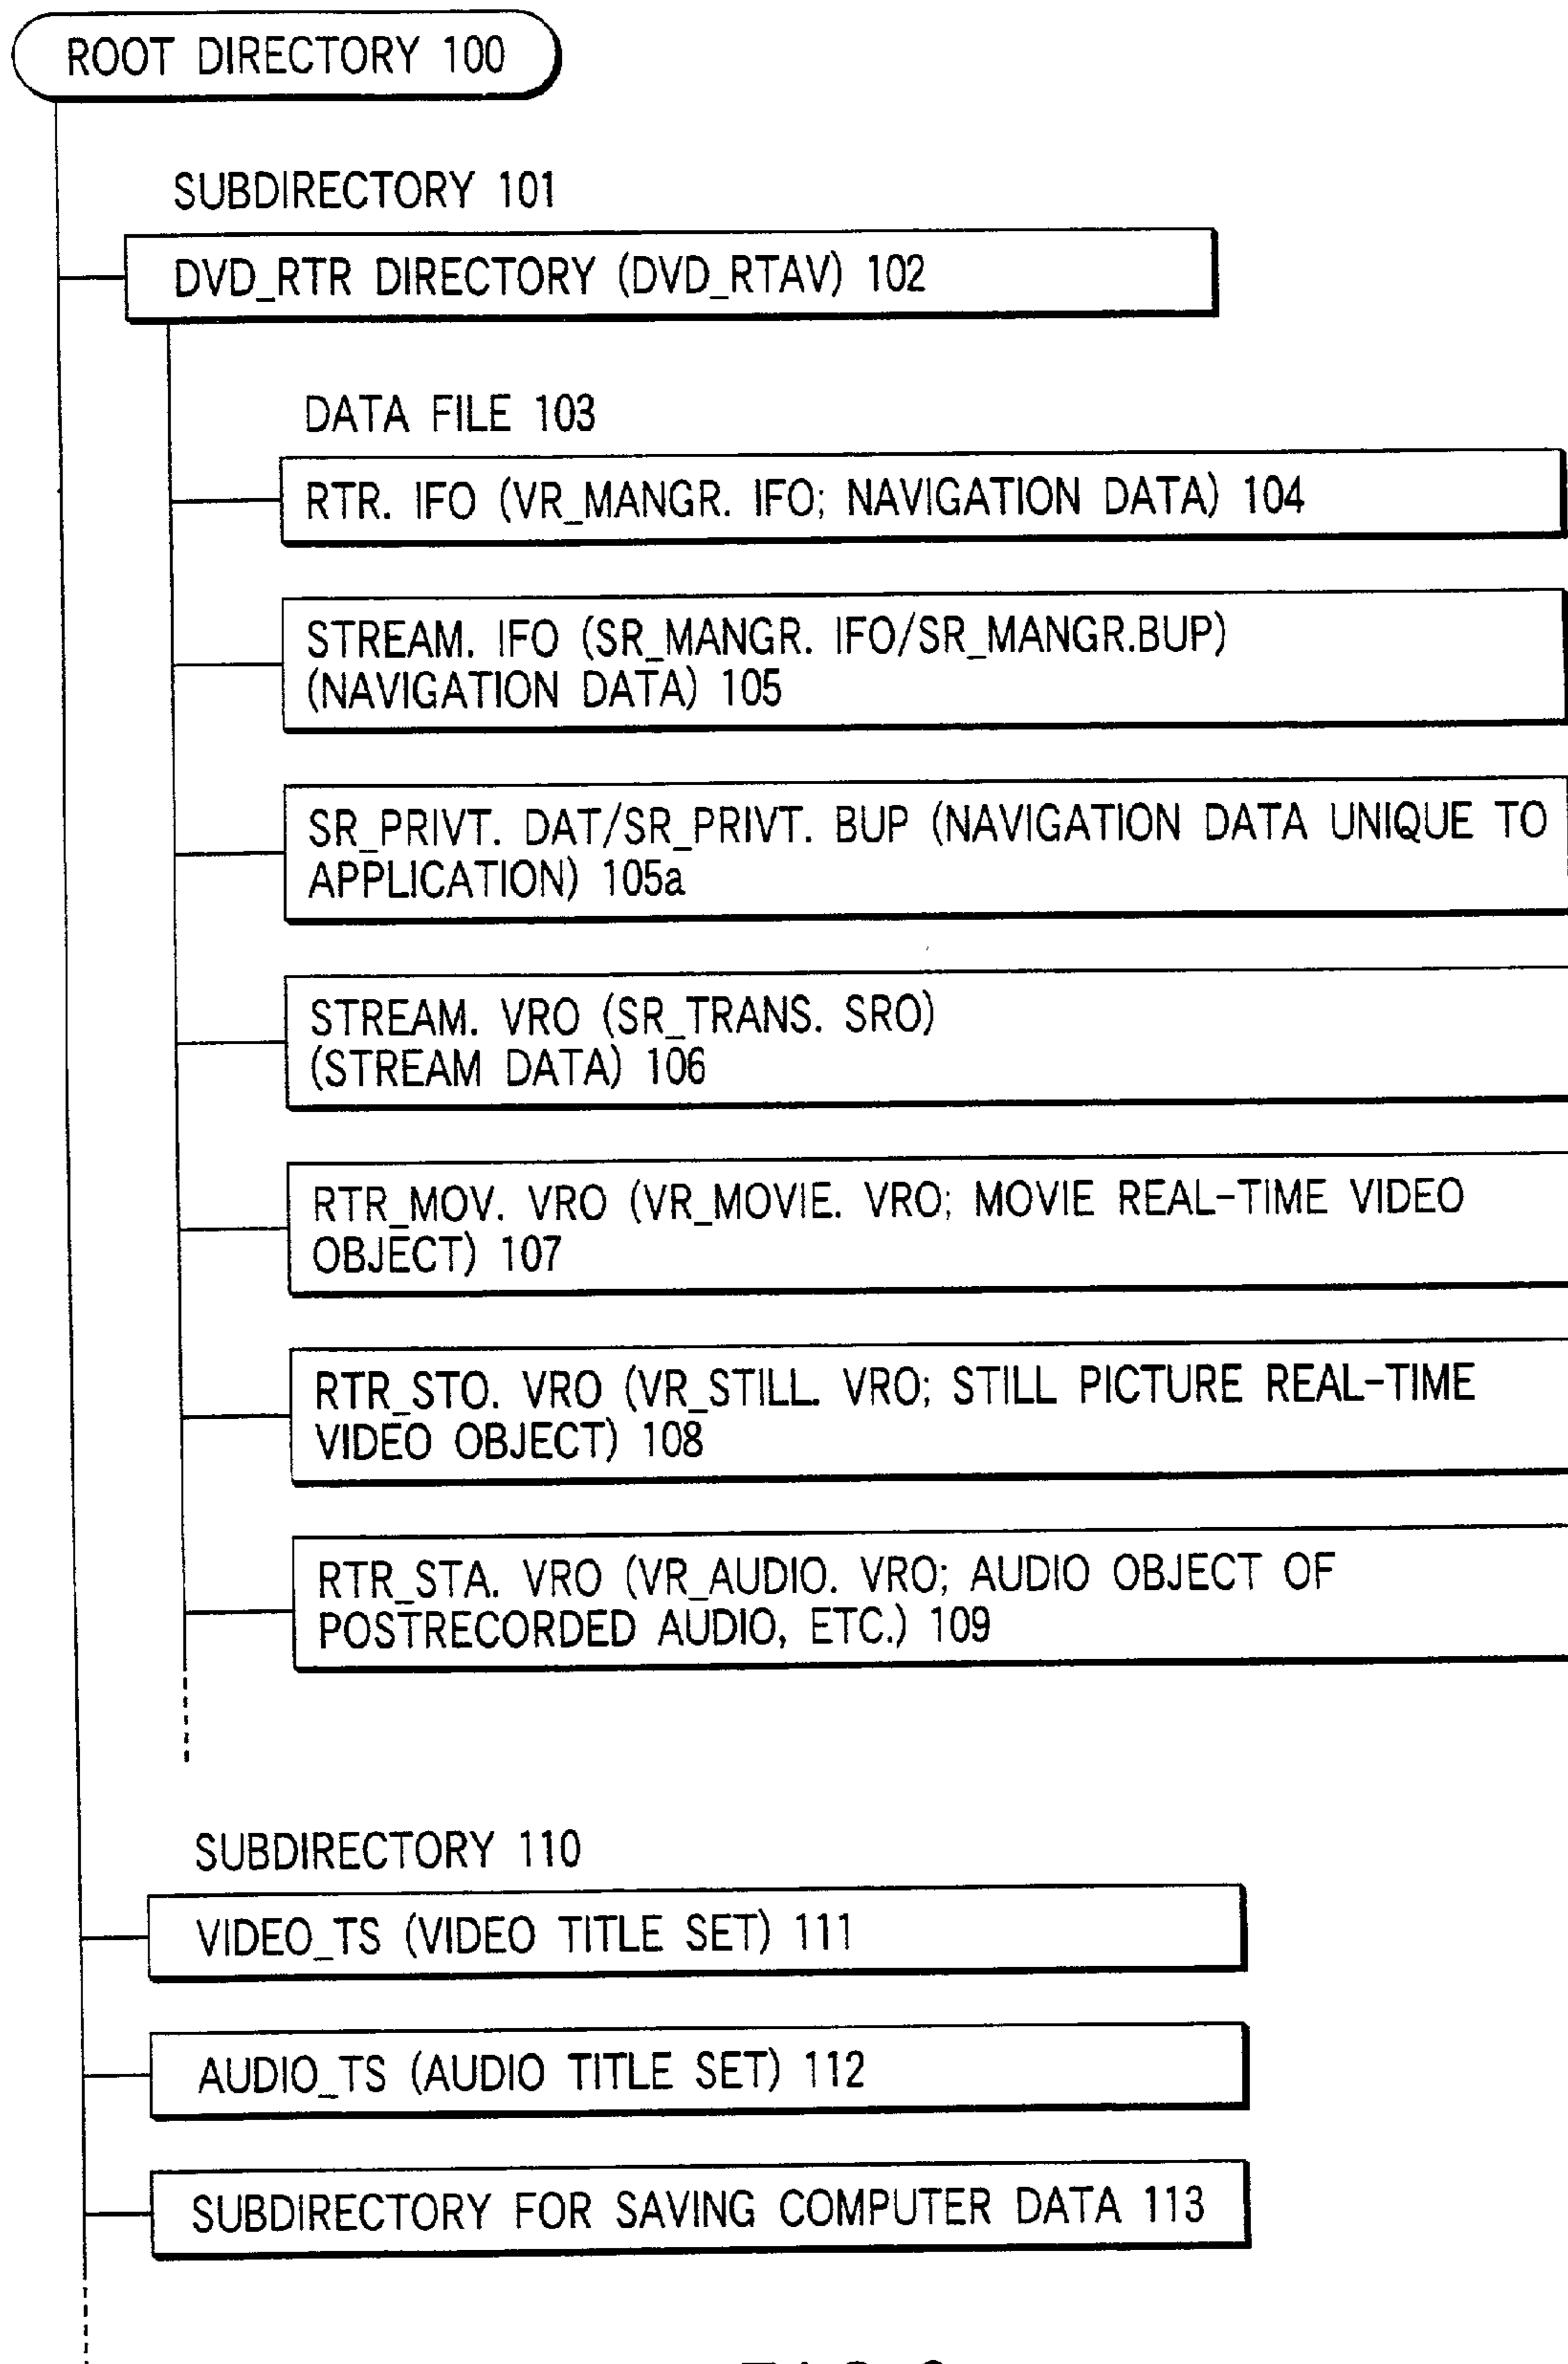 ROOT DIRECTORY 100
SUBDIRECTORY 101
DVD_RTR DIRECTORY (DVD_RTAV) 102
DATA FILE 103
RTR. IFO (VR_MANGR. IFO; NAVIGATION DATA) 104
STREAM. IFO (SR_MANGR. IFO/SR_MANGR.BUP)
(NAVIGATION DATA) 105
SR_PRIVT. DAT/SR_PRIVT. BUP (NAVIGATION DATA UNIQUE TO
APPLICATION) 105a
STREAM. VRO (SR_TRANS. SRO)
(STREAM DATA) 106
RTR_MOV. VRO (VR_MOVIE. VRO; MOVIE REAL-TIME VIDEO
OBJECT) 107
RTR_STO. VRO (VR_STILL. VRO; STILL PICTURE REAL-TIME
VIDEO OBJECT) 108
RTR_STA. VRO (VR_AUDIO. VRO; AUDIO OBJECT OF
POSTRECORDED AUDIO, ETC.) 109
SUBDIRECTORY 110
VIDEO_TS (VIDEO TITLE SET) 111
AUDIO_TS (AUDIO TITLE SET) 112
SUBDIRECTORY FOR SAVING COMPUTER DATA 113